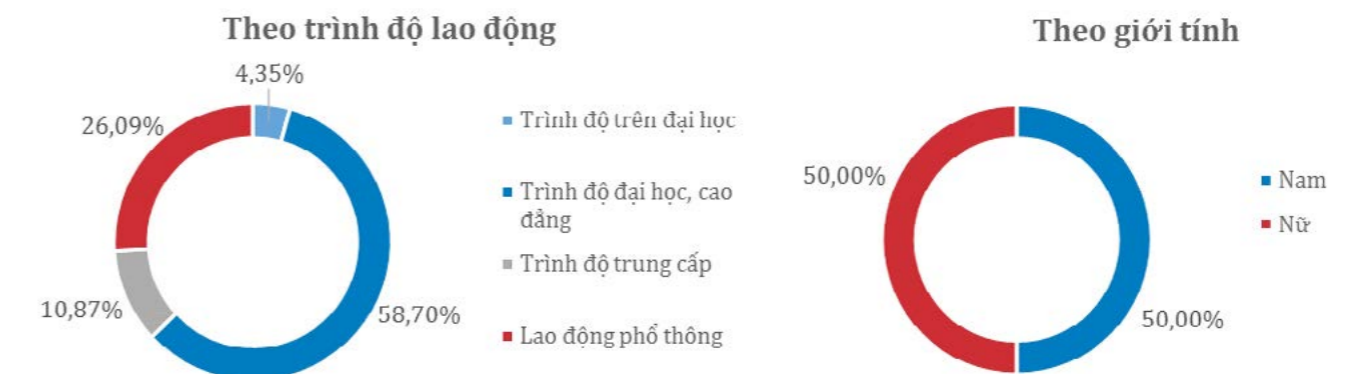 Theo trình độ lao động
4,35%
26,09%
10,87%
58,70%
Trình độ trên đại học
Trình độ đại học, cao
đẳng
Trình độ trung cấp
Lao động phổ thông
Theo giới tính
50,00%
50,00%
Nam
Nữ